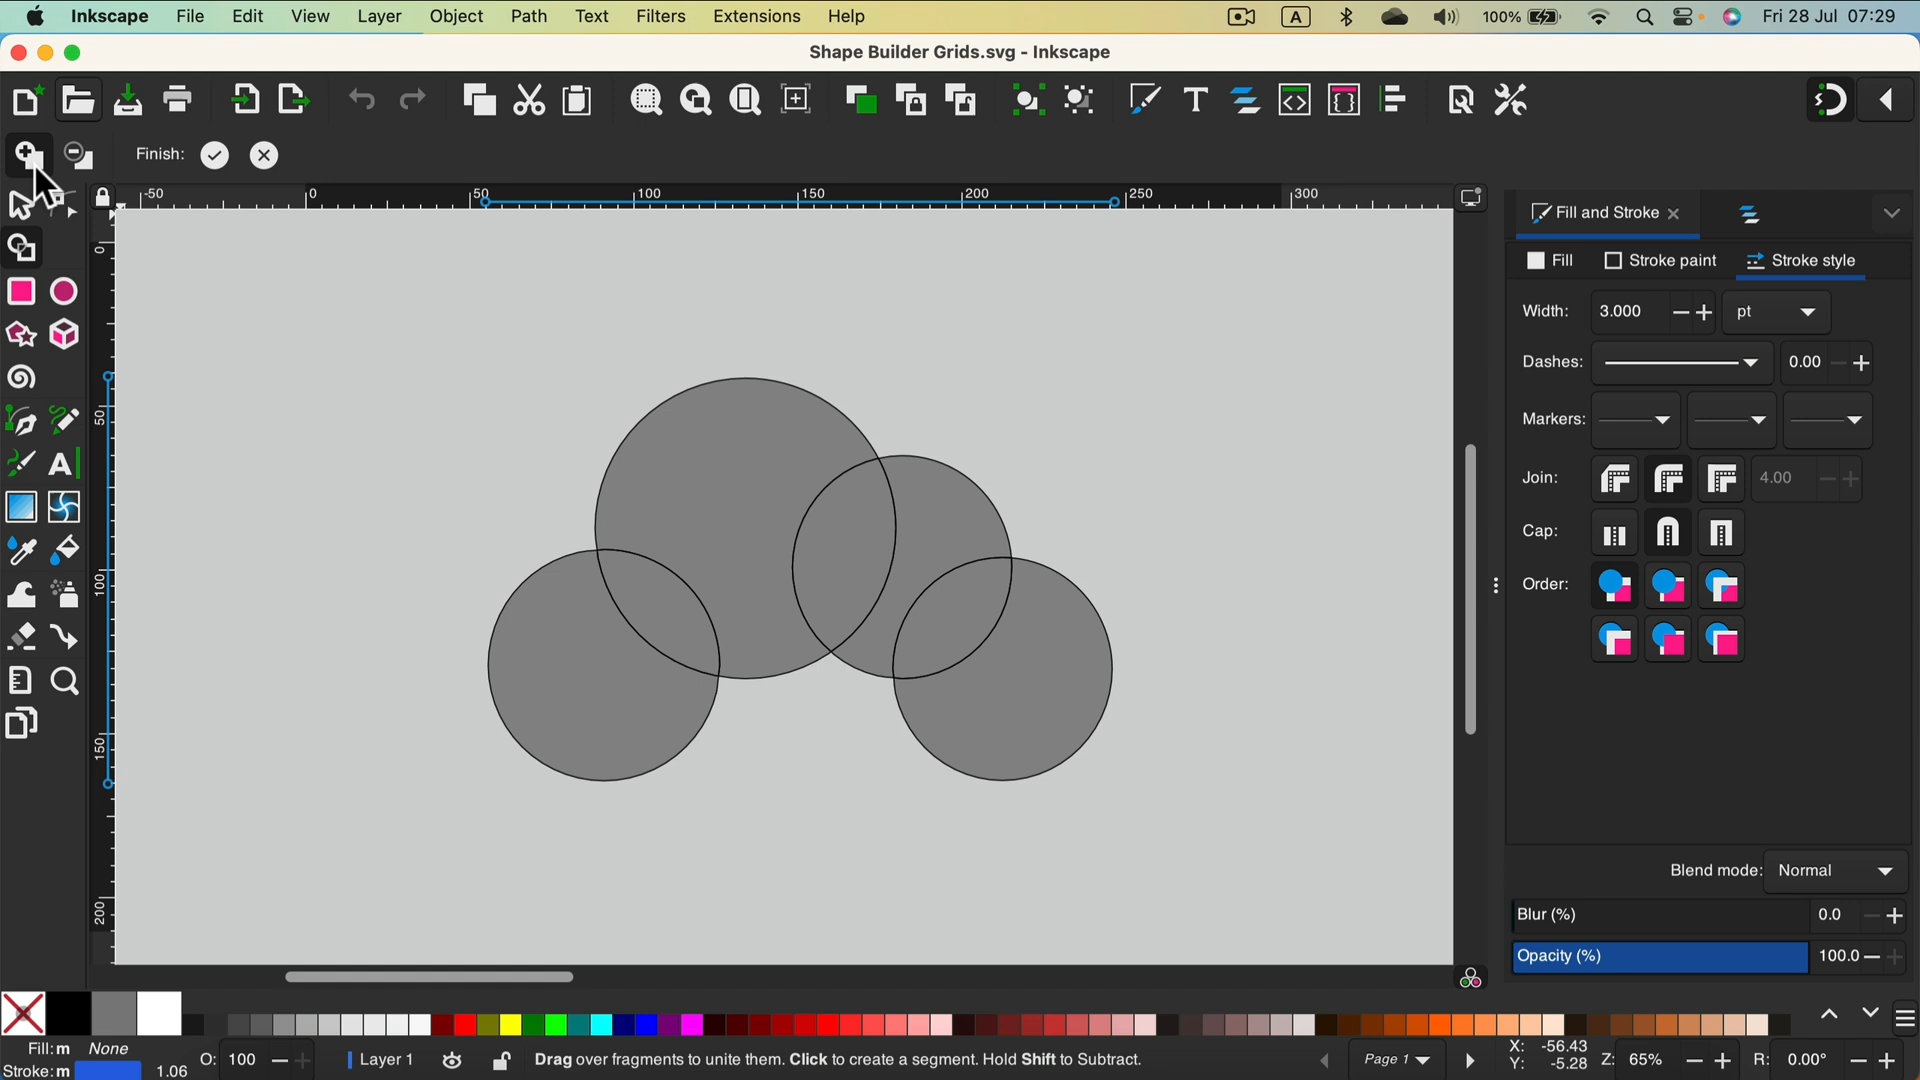 Inkscape File Edit View Layer Object Path Text Filters Extensions Help A 100% Fri 28 Jul 07:29
Shape Builder Grids.svg - Inkscape
Finish:
-50 0 50 100 150 200 250 300
0
50
100
150
200
Fill and Stroke
Fill Stroke paint Stroke style
Width: 3.000 pt
Dashes: 0.00
Markers:
Join: 4.00
Cap:
Order:
Blend mode: Normal
Blur (%) 0.0
Opacity (%) 100.0
Fill:m None
Stroke:m 1.06
O: 100
Layer 1
Drag over fragments to unite them. Click to create a segment. Hold Shift to Subtract.
Page 1
X: -56.43
Y: -5.28
Z: 65%
R: 0.00°